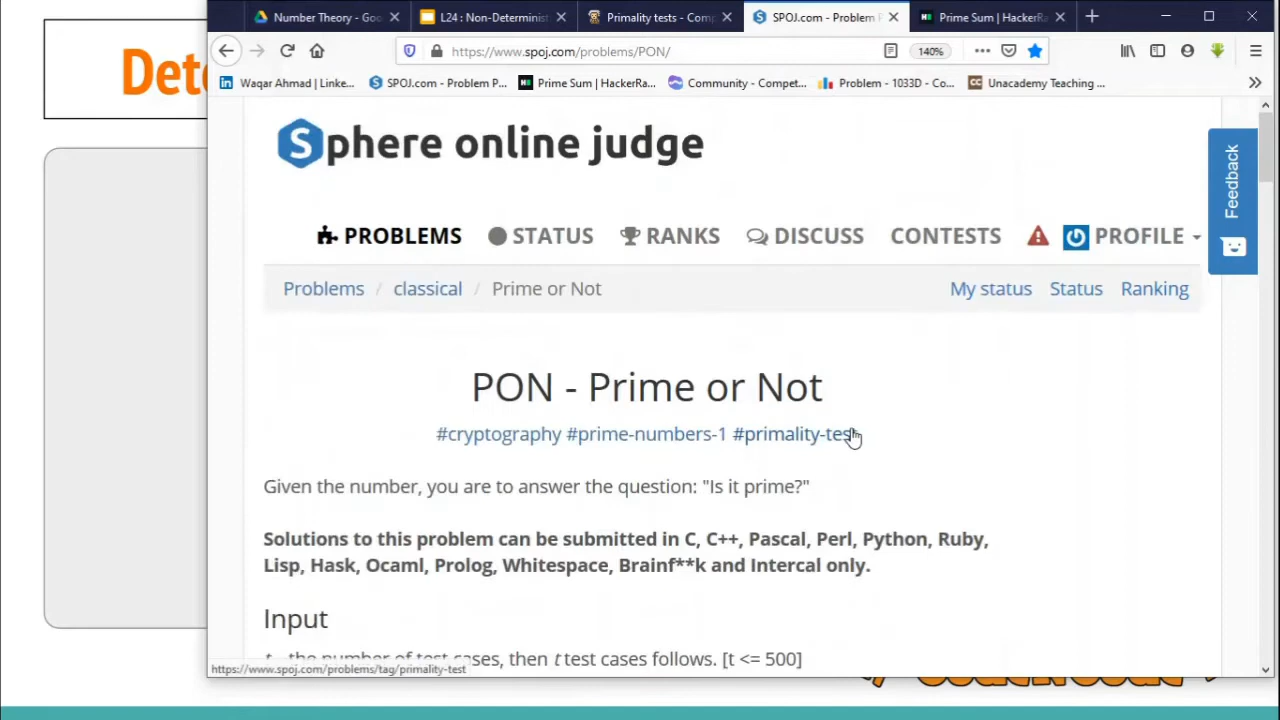 Number Theory - Goo
L24 : Non-Determinist
Primality tests - Comp
SPOJ.com - Problem P
Prime Sum | HackerRa
https://www.spoj.com/problems/PON/
140%
Waqar Ahmad | Linke...
SPOJ.com - Problem P...
Prime Sum | HackerRa...
Community - Compet...
Problem - 1033D - Co...
Unacademy Teaching ...
Dete
Sphere online judge
Feedback
PROBLEMS
STATUS
RANKS
DISCUSS
CONTESTS
PROFILE
Problems / classical / Prime or Not
My status
Status
Ranking
PON - Prime or Not
#cryptography #prime-numbers-1 #primality-test
Given the number, you are to answer the question: "Is it prime?"
Solutions to this problem can be submitted in C, C++, Pascal, Perl, Python, Ruby,
Lisp, Hask, Ocaml, Prolog, Whitespace, Brainf**k and Intercal only.
Input
t - the number of test cases, then t test cases follows. [t <= 500]
https://www.spoj.com/problems/tag/primality-test